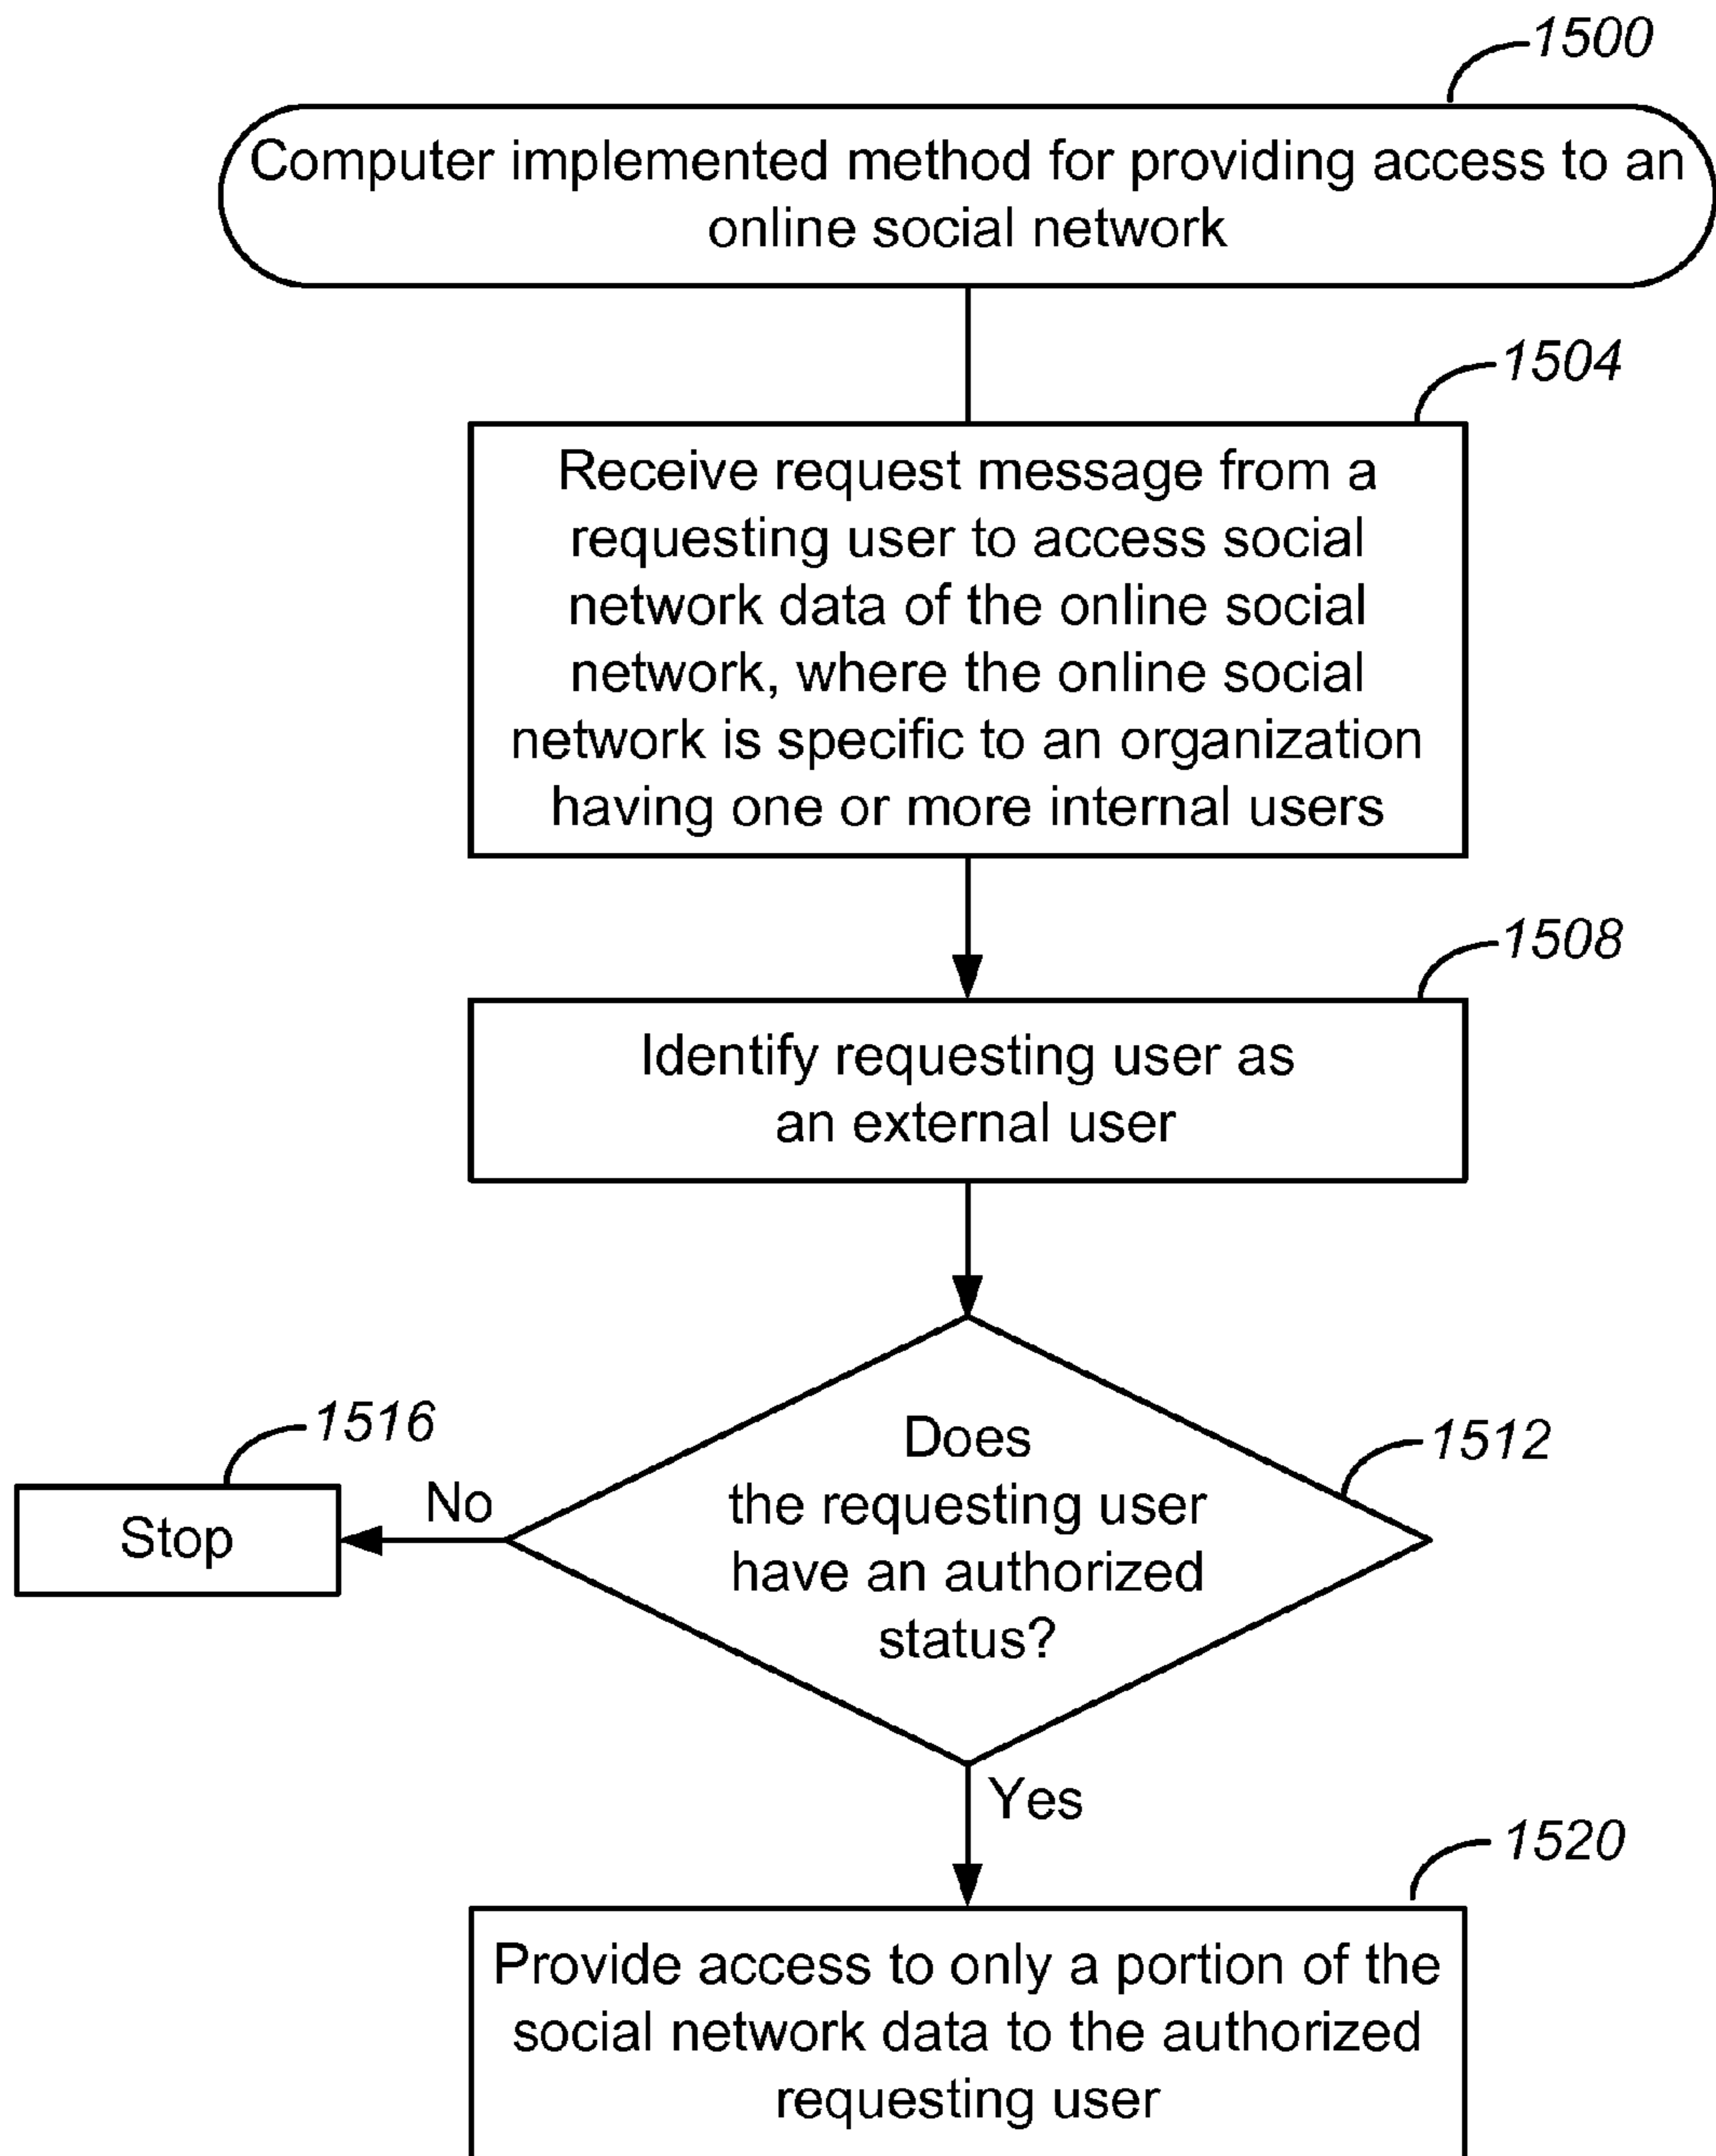 1500
Computer implemented method for providing access to an
online social network
1504
Receive request message from a
requesting user to access social
network data of the online social
network, where the online social
network is specific to an organization
having one or more internal users
1508
Identify requesting user as
an external user
1512
Does
the requesting user
have an authorized
status?
No
1516
Stop
Yes
1520
Provide access to only a portion of the
social network data to the authorized
requesting user